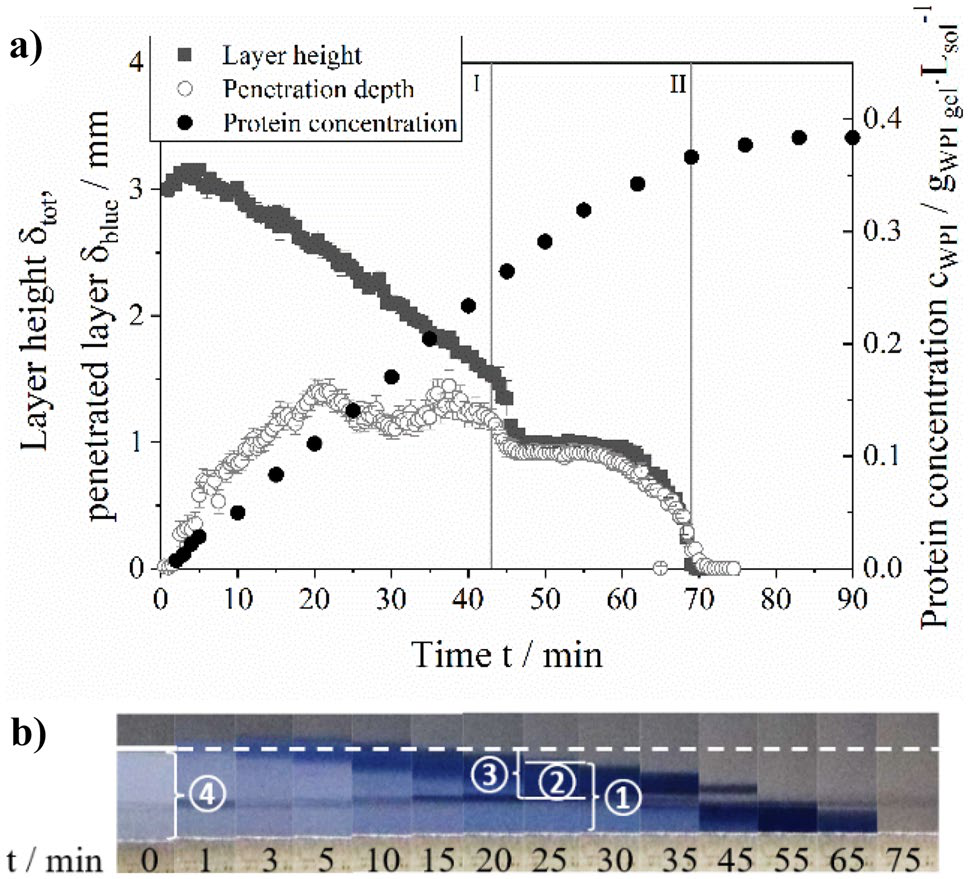 a)
Layer height
Penetration depth
Protein concentration
I
II
4
3
2
1
0
Layer height δtot,
penetrated layer δblue / mm
0.4
0.3
0.2
0.1
0.0
Protein concentration cWPI / gWPI gel·Lsol-1
0 10 20 30 40 50 60 70 80 90
Time t / min
b)
④ ③ ② ①
t / min 0 1 3 5 10 15 20 25 30 35 45 55 65 75